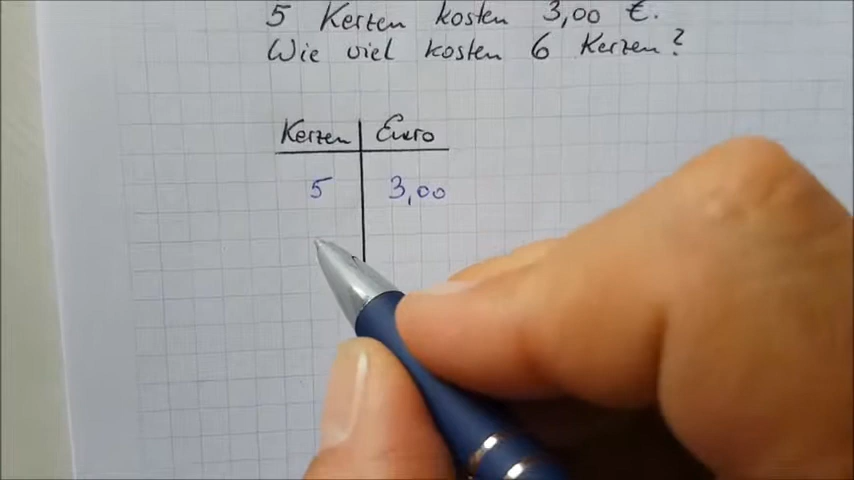 5 Kerzen kosten 3,00 €.
Wie viel kosten 6 Kerzen?
Kerzen Euro
5 3,00